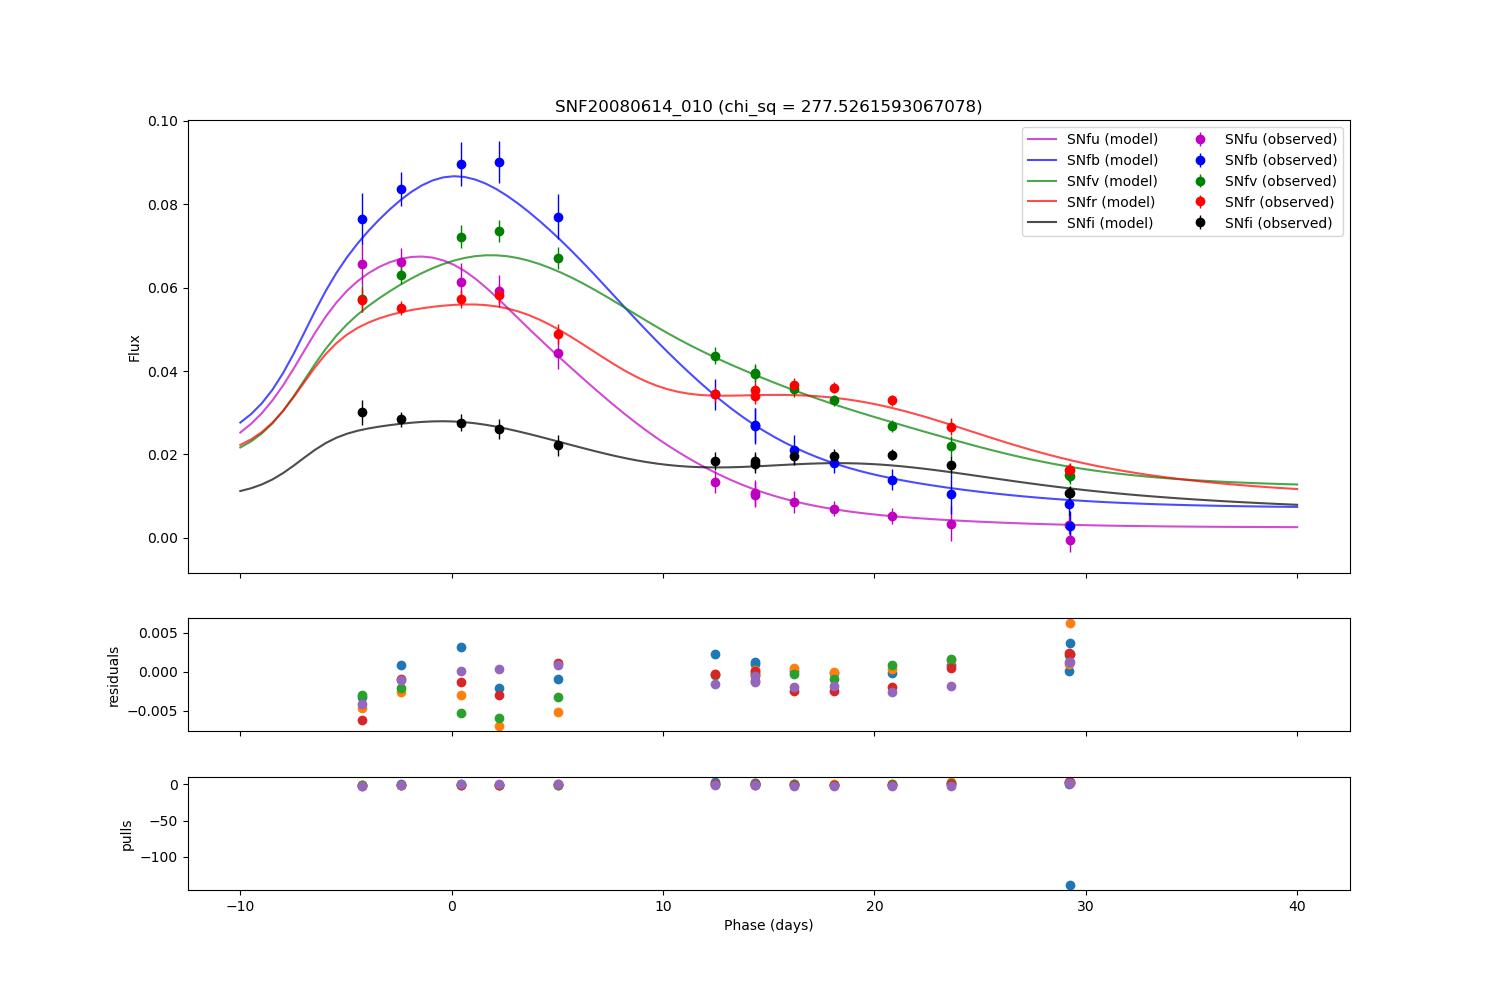 SNF20080614_010 (chi_sq = 277.5261593067078)
0.10
0.08
0.06
0.04
0.02
0.00
Flux
SNfu (model) SNfu (observed)
SNfb (model) SNfb (observed)
SNfv (model) SNfv (observed)
SNfr (model) SNfr (observed)
SNfi (model) SNfi (observed)
0.005
0.000
−0.005
residuals
0
−50
−100
pulls
−10 0 10 20 30 40
Phase (days)